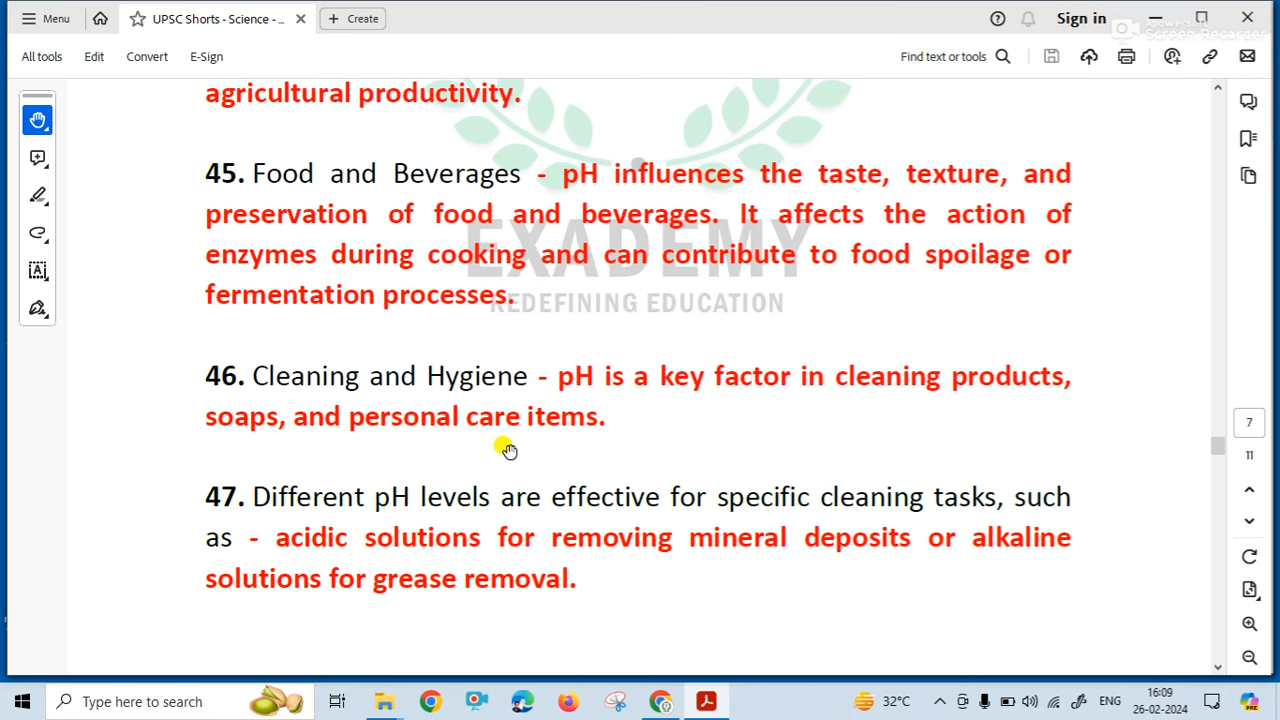 Menu
UPSC Shorts - Science - ...
Create
Sign in
Apowersoft
Screen Recorder
All tools
Edit
Convert
E-Sign
Find text or tools
agricultural productivity.
45. Food and Beverages - pH influences the taste, texture, and
preservation of food and beverages. It affects the action of
enzymes during cooking and can contribute to food spoilage or
fermentation processes.
EXADEMY
REDEFINING EDUCATION
46. Cleaning and Hygiene - pH is a key factor in cleaning products,
soaps, and personal care items.
47. Different pH levels are effective for specific cleaning tasks, such
as - acidic solutions for removing mineral deposits or alkaline
solutions for grease removal.
7
11
Type here to search
32°C
ENG
16:09
26-02-2024
PRE